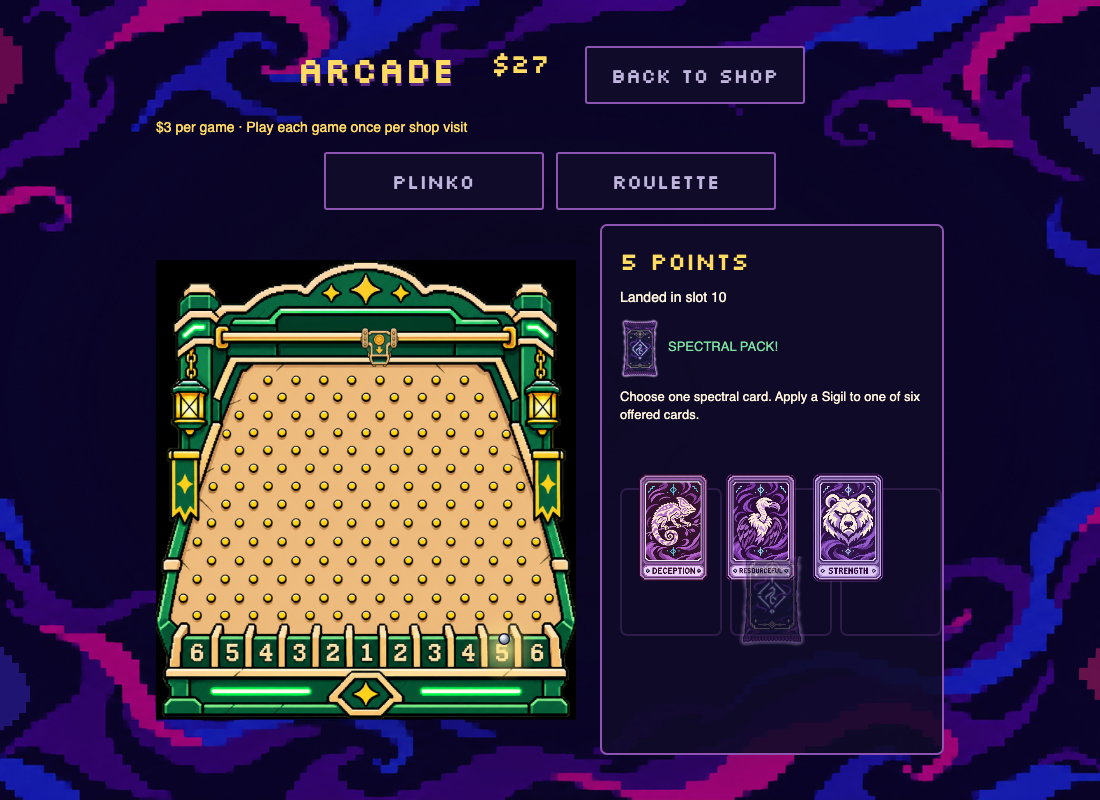 ARCADE
$27
BACK TO SHOP
$3 per game · Play each game once per shop visit
PLINKO
ROULETTE
5 POINTS
Landed in slot 10
SPECTRAL PACK!
Choose one spectral card. Apply a Sigil to one of six
offered cards.
DECEPTION
RESOURCEFUL
STRENGTH
6 5 4 3 2 1 2 3 4 5 6